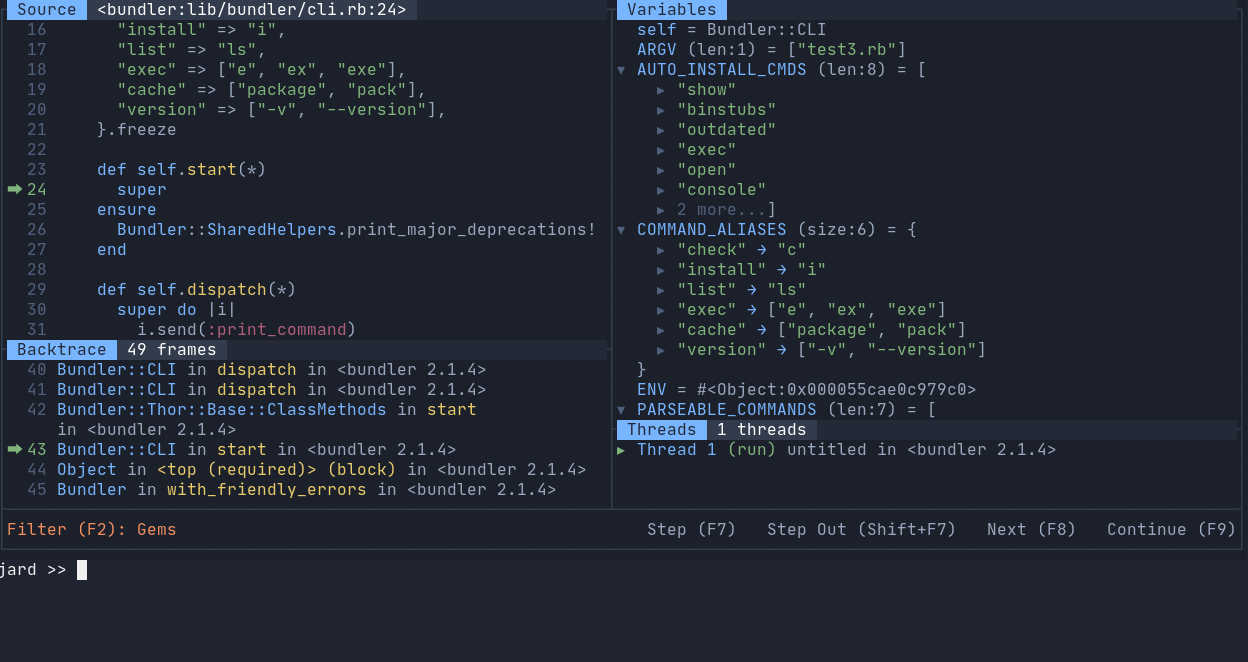 Source  <bundler:lib/bundler/cli.rb:24>
16       "install" => "i",
17       "list" => "ls",
18       "exec" => ["e", "ex", "exe"],
19       "cache" => ["package", "pack"],
20       "version" => ["-v", "--version"],
21     }.freeze
22
23     def self.start(*)
➡ 24       super
25     ensure
26       Bundler::SharedHelpers.print_major_deprecations!
27     end
28
29     def self.dispatch(*)
30       super do |i|
31         i.send(:print_command)
Backtrace  49 frames
40 Bundler::CLI in dispatch in <bundler 2.1.4>
41 Bundler::CLI in dispatch in <bundler 2.1.4>
42 Bundler::Thor::Base::ClassMethods in start
in <bundler 2.1.4>
➡ 43 Bundler::CLI in start in <bundler 2.1.4>
44 Object in <top (required)> (block) in <bundler 2.1.4>
45 Bundler in with_friendly_errors in <bundler 2.1.4>
Variables
self = Bundler::CLI
ARGV (len:1) = ["test3.rb"]
▾ AUTO_INSTALL_CMDS (len:8) = [
▸ "show"
▸ "binstubs"
▸ "outdated"
▸ "exec"
▸ "open"
▸ "console"
▸ 2 more...]
▾ COMMAND_ALIASES (size:6) = {
▸ "check" → "c"
▸ "install" → "i"
▸ "list" → "ls"
▸ "exec" → ["e", "ex", "exe"]
▸ "cache" → ["package", "pack"]
▸ "version" → ["-v", "--version"]
}
ENV = #<Object:0x000055cae0c979c0>
▾ PARSEABLE_COMMANDS (len:7) = [
Threads  1 threads
▸ Thread 1 (run) untitled in <bundler 2.1.4>
Filter (F2): Gems  Step (F7)  Step Out (Shift+F7)  Next (F8)  Continue (F9)
jard >>